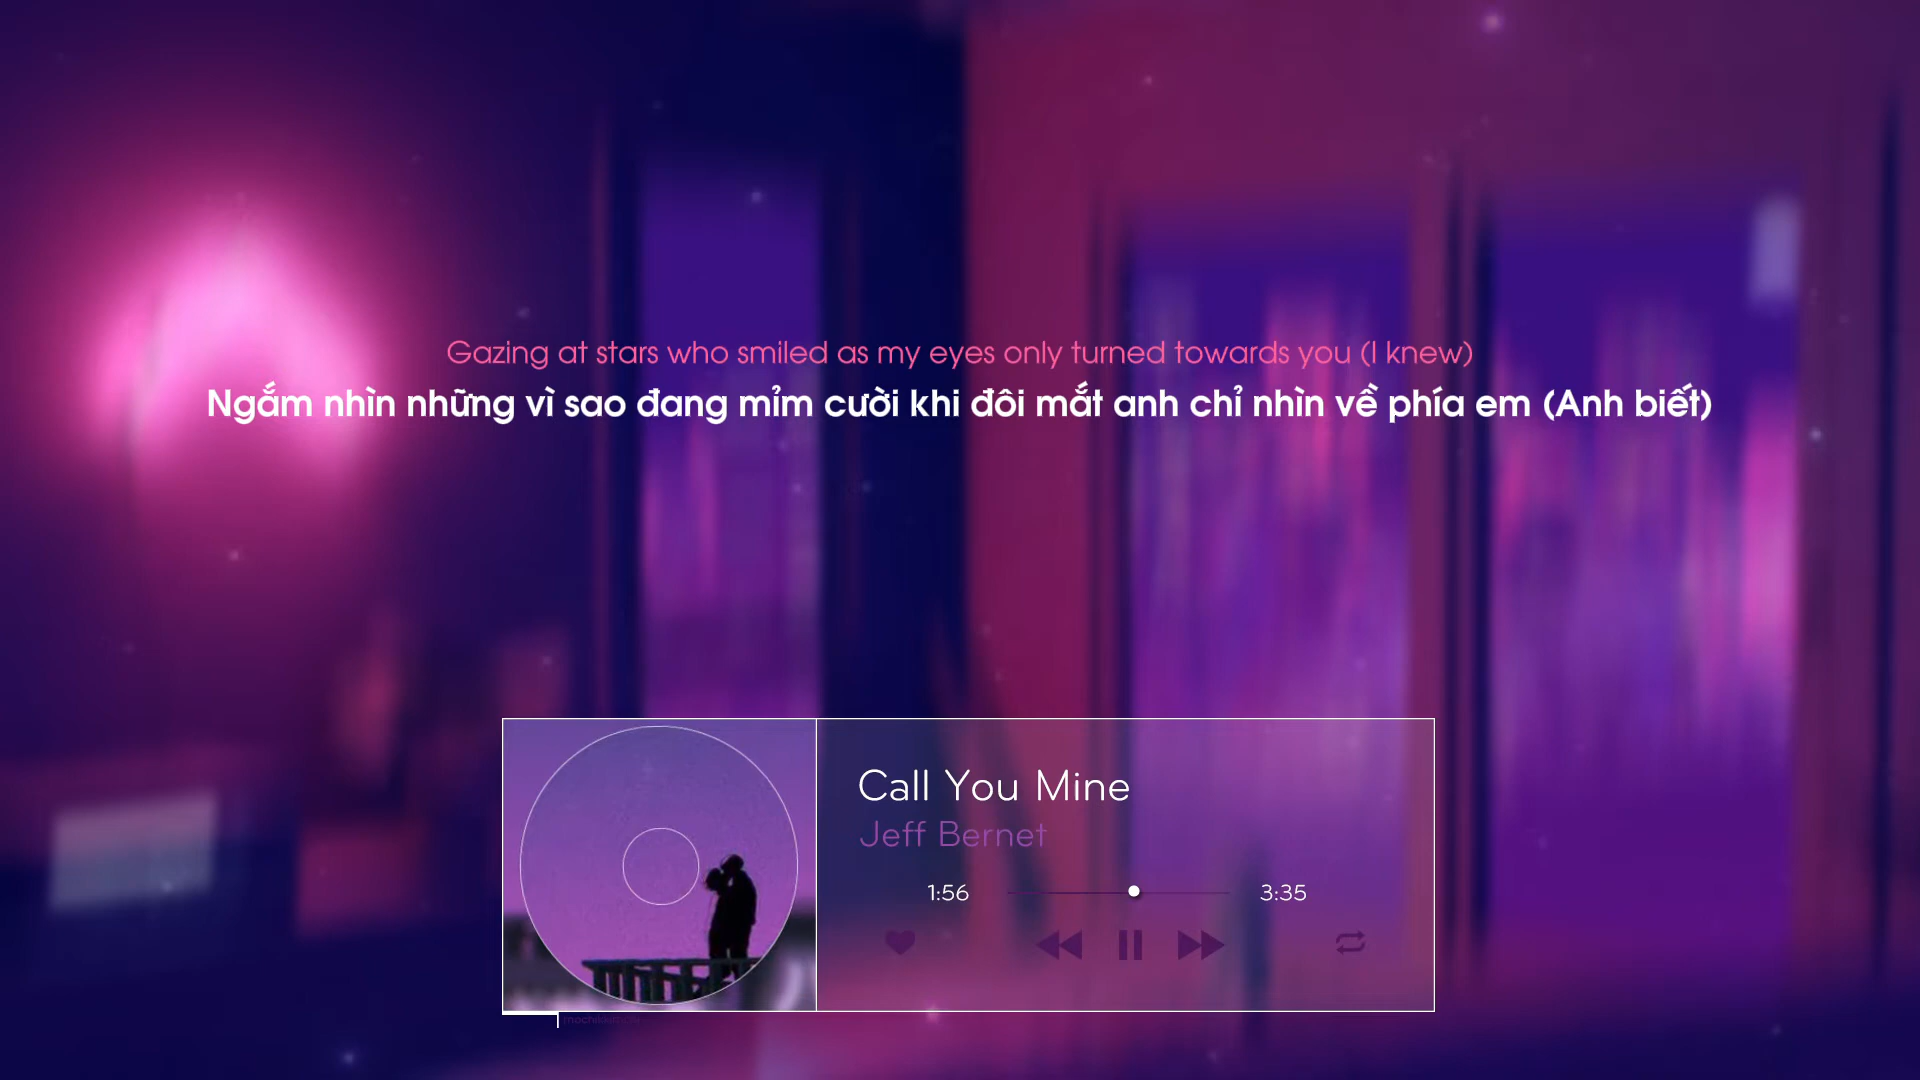 Gazing at stars who smiled as my eyes only turned towards you (I knew)
Ngắm nhìn những vì sao đang mỉm cười khi đôi mắt anh chỉ nhìn về phía em (Anh biết)
Call You Mine
Jeff Bernet
1:56
3:35